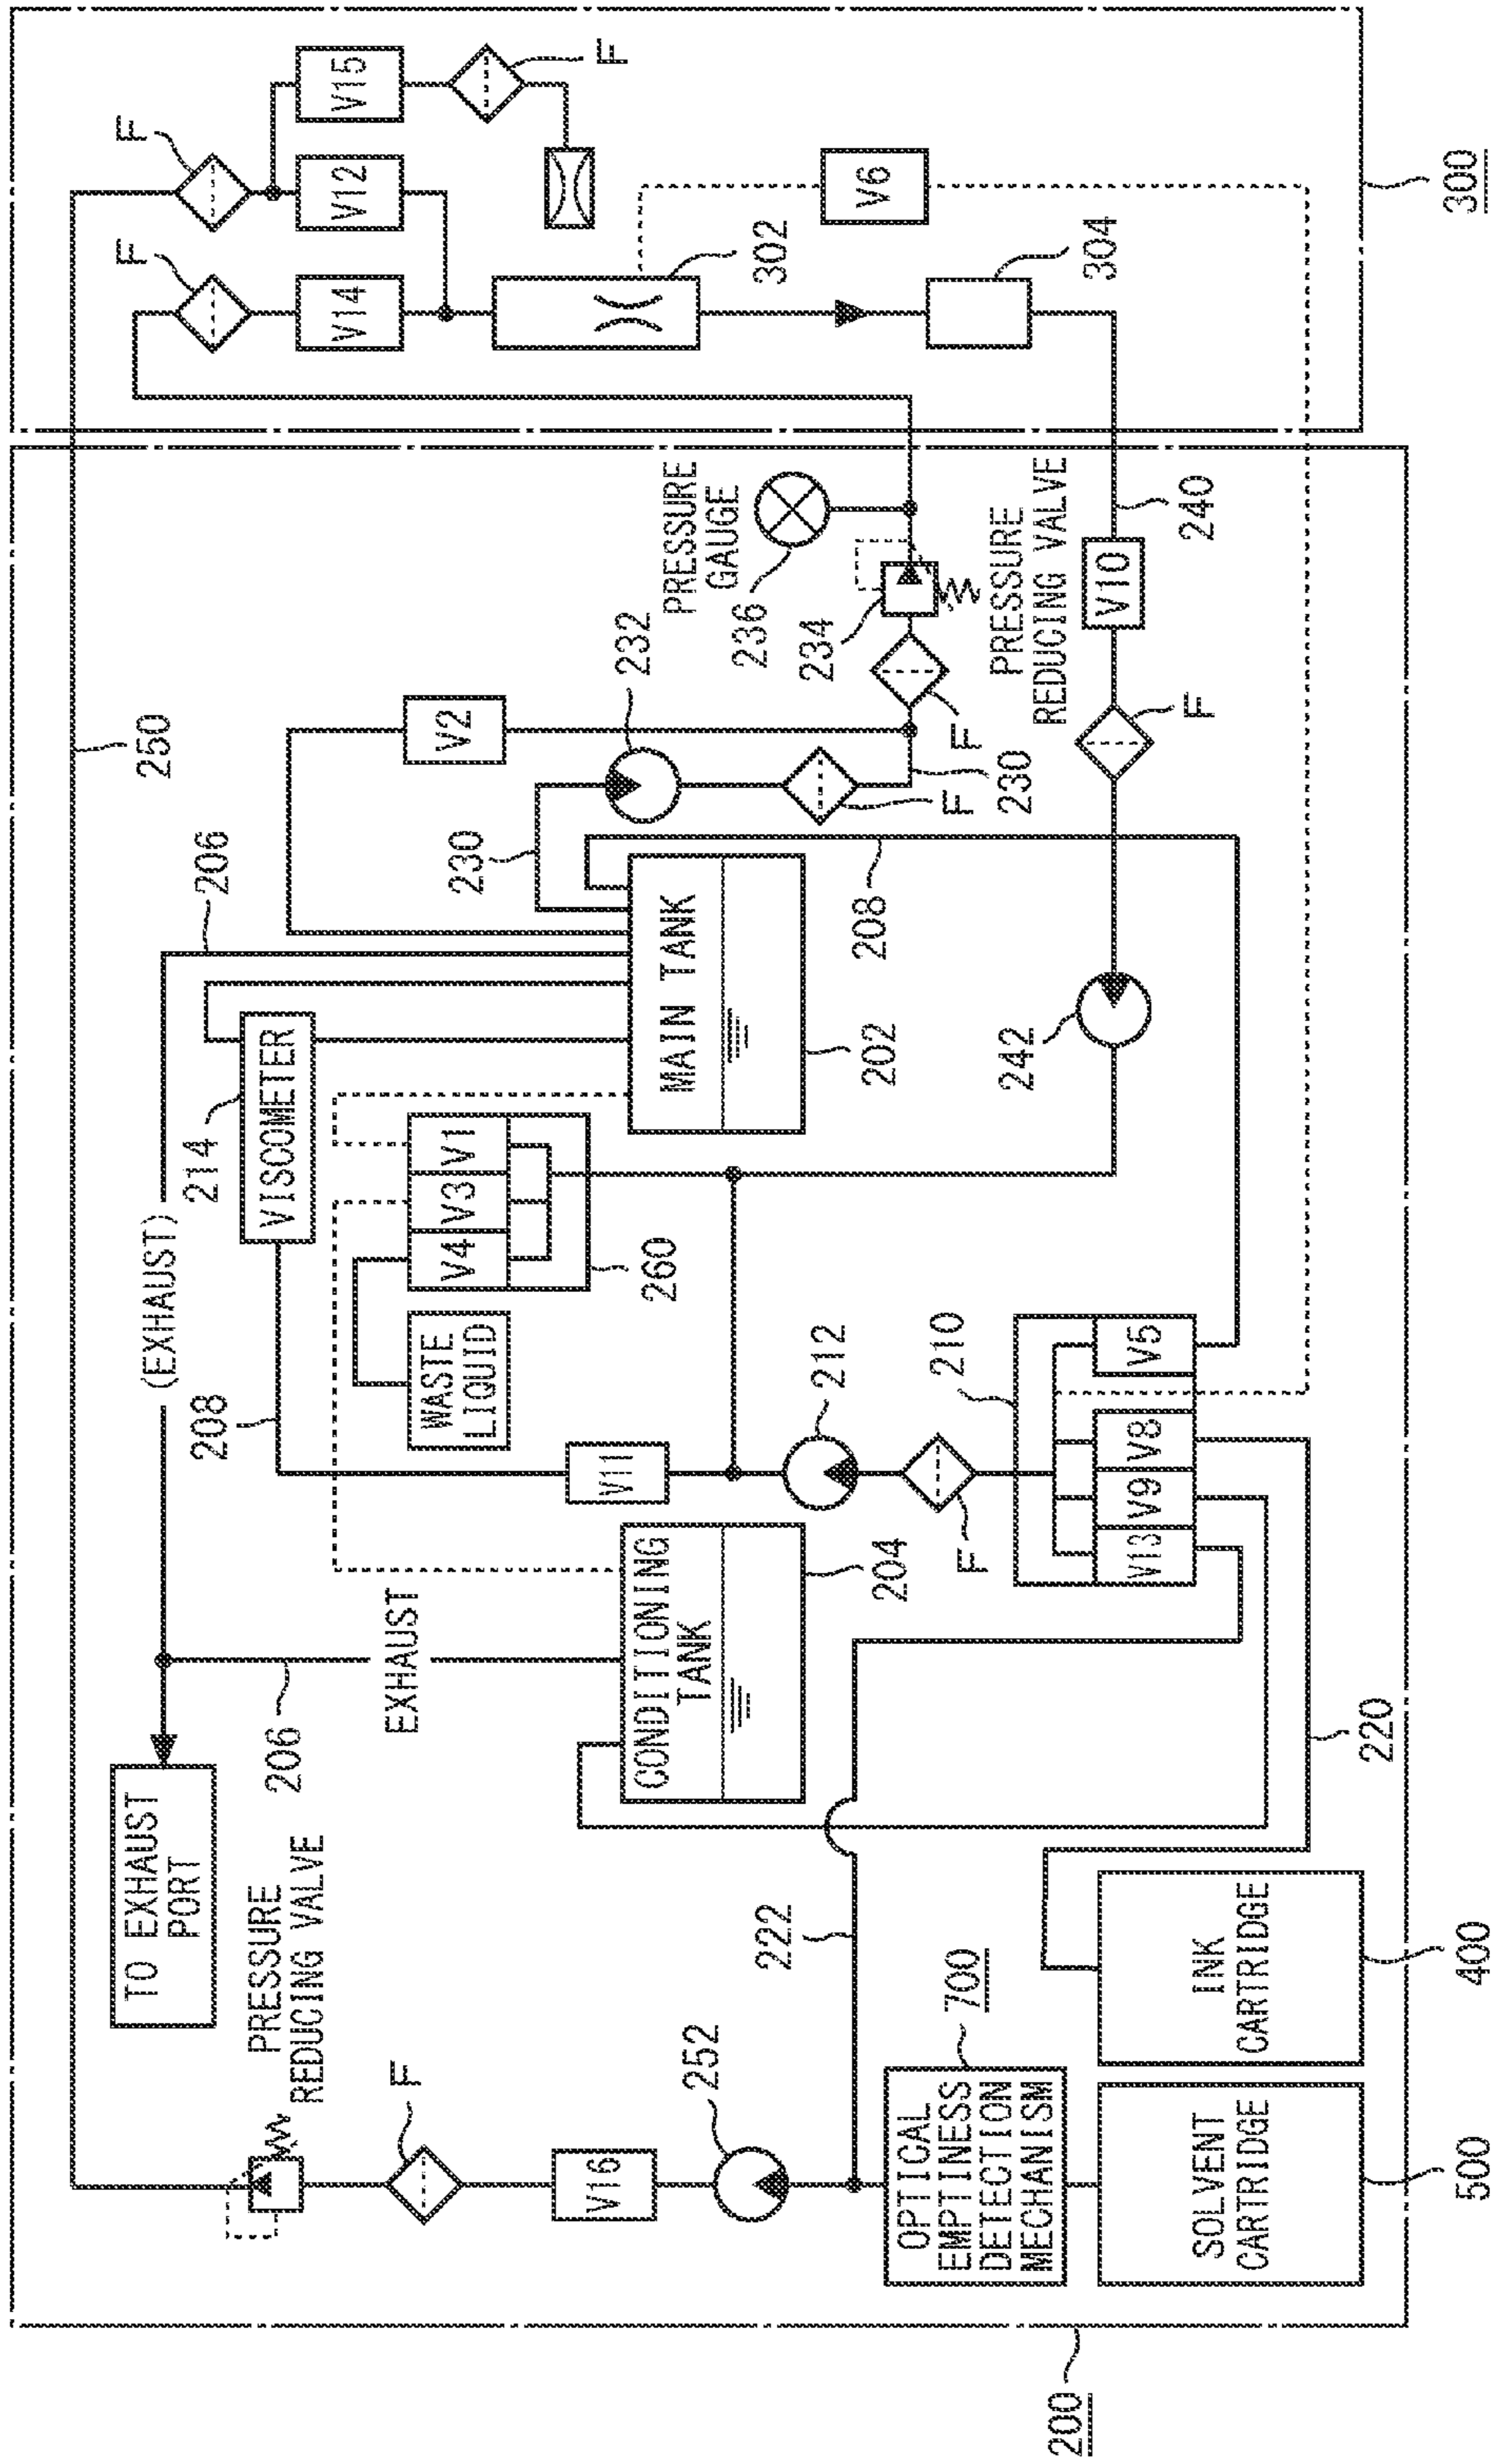 F
F
250
(EXHAUST)
TO EXHAUST
PORT
208
214
206
PRESSURE
REDUCING VALVE
206
VISCOMETER
V14
V12
V15
F
EXHAUST
WASTE
LIQUID
V4
V3
V1
230
V2
V16
V11
260
232
F
CONDITIONING
TANK
MAIN TANK
PRESSURE
GAUGE
252
236
302
222
212
234
204
202
208
V6
OPTICAL
EMPTINESS
DETECTION
MECHANISM
700
F
210
F
F
242
230
PRESSURE
REDUCING VALVE
304
V13
V9
V8
V5
V10
F
240
SOLVENT
CARTRIDGE
INK
CARTRIDGE
220
200
500
400
300